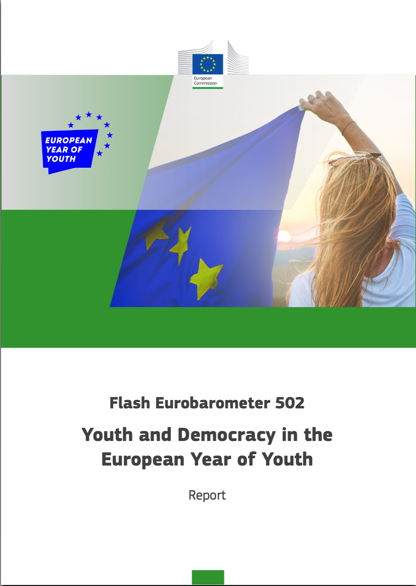 European
Commission
EUROPEAN
YEAR OF
YOUTH
Flash Eurobarometer 502
Youth and Democracy in the
European Year of Youth
Report